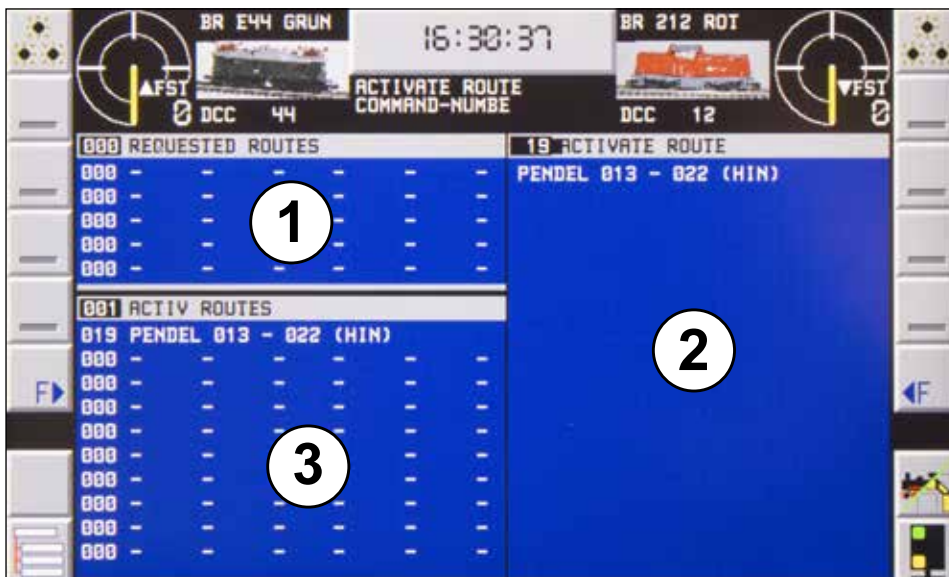 BR E44 GRUN
16:30:37
BR 212 ROT
▲FST
0
DCC 44
ACTIVATE ROUTE
COMMAND-NUMBE
DCC 12
▼FST
0
000 REQUESTED ROUTES
000 - - - - - -
000 - - - - - -
000 - - - - - -
000 - - - - - -
000 - - - - - -
1
19 ACTIVATE ROUTE
PENDEL 013 - 022 (HIN)
2
001 ACTIV ROUTES
019 PENDEL 013 - 022 (HIN)
000 - - - - - -
000 - - - - - -
000 - - - - - -
000 - - - - - -
000 - - - - - -
000 - - - - - -
000 - - - - - -
000 - - - - - -
000 - - - - - -
3
F▶
◀F